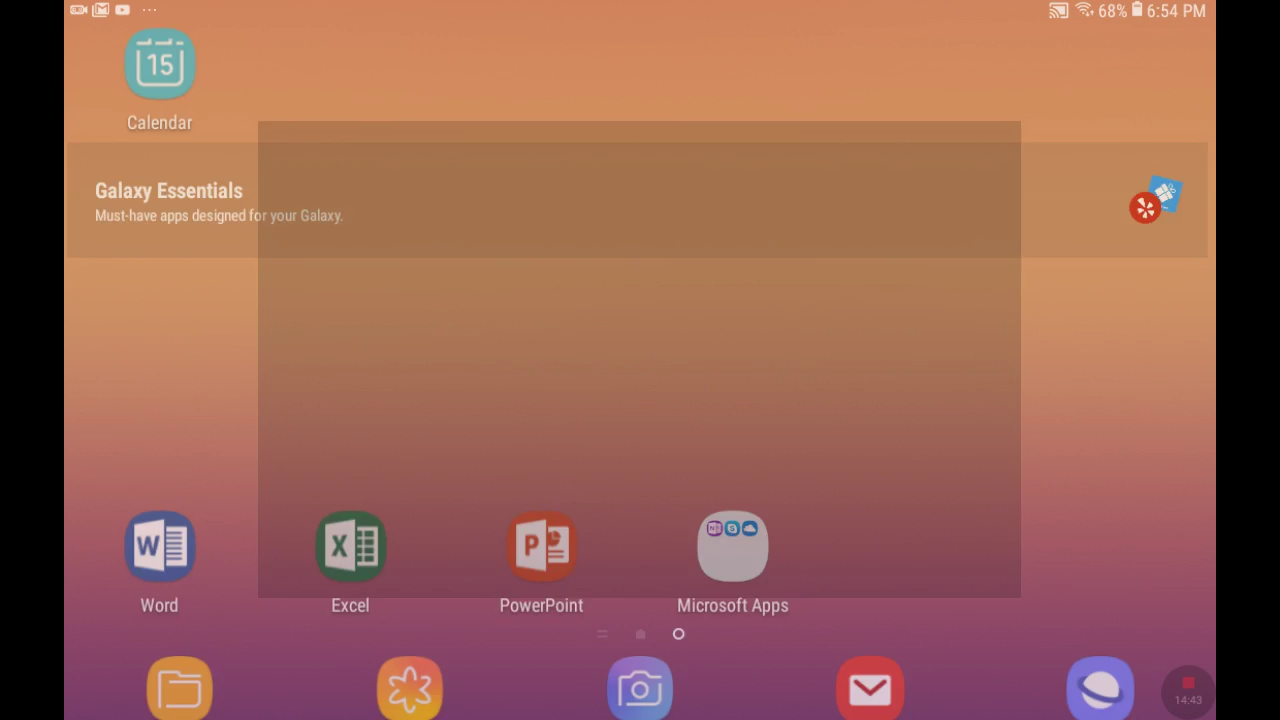 68% 6:54 PM
15
Calendar
Galaxy Essentials
Must-have apps designed for your Galaxy.
W
X
P
N
S
Word
Excel
PowerPoint
Microsoft Apps
14:43